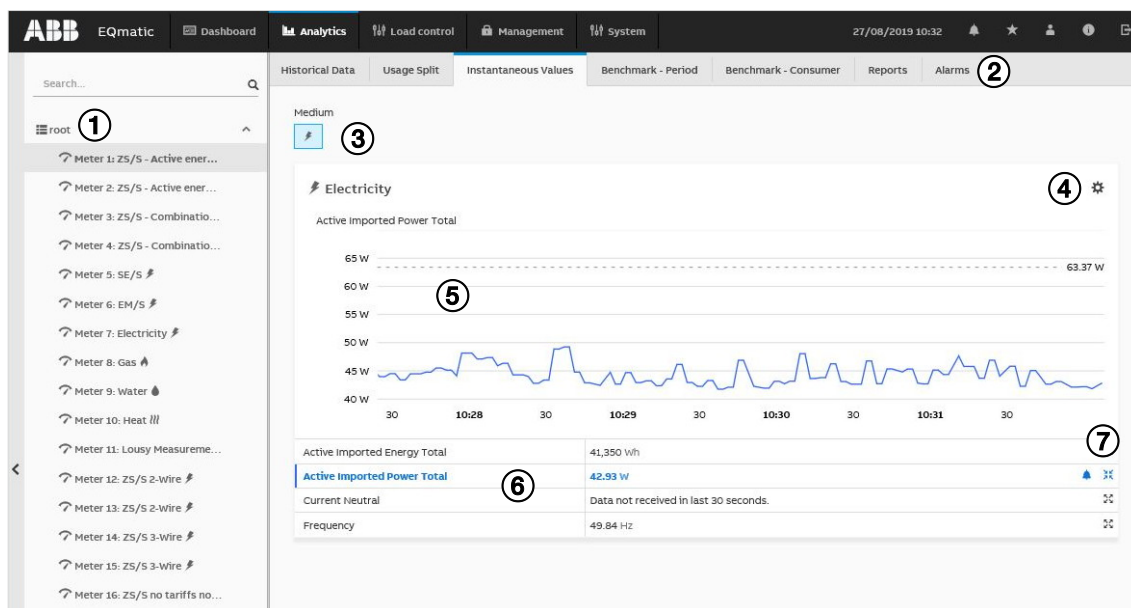 ABB EQmatic Dashboard Analytics Load control Management System 27/08/2019 10:32
Search...
1 root
Meter 1: ZS/S - Active ener...
Meter 2: ZS/S - Active ener...
Meter 3: ZS/S - Combinatio...
Meter 4: ZS/S - Combinatio...
Meter 5: SE/S
Meter 6: EM/S
Meter 7: Electricity
Meter 8: Gas
Meter 9: Water
Meter 10: Heat
Meter 11: Lousy Measureme...
Meter 12: ZS/S 2-Wire
Meter 13: ZS/S 2-Wire
Meter 14: ZS/S 3-Wire
Meter 15: ZS/S 3-Wire
Meter 16: ZS/S no tariffs no...
Historical Data Usage Split Instantaneous Values Benchmark - Period Benchmark - Consumer Reports Alarms 2
Medium
3
Electricity 4
Active Imported Power Total
65 W
63.37 W
60 W
5
55 W
50 W
45 W
40 W
30 10:28 30 10:29 30 10:30 30 10:31 30
7
Active Imported Energy Total 41,350 Wh
Active Imported Power Total 42.93 W
6
Current Neutral Data not received in last 30 seconds.
Frequency 49.84 Hz